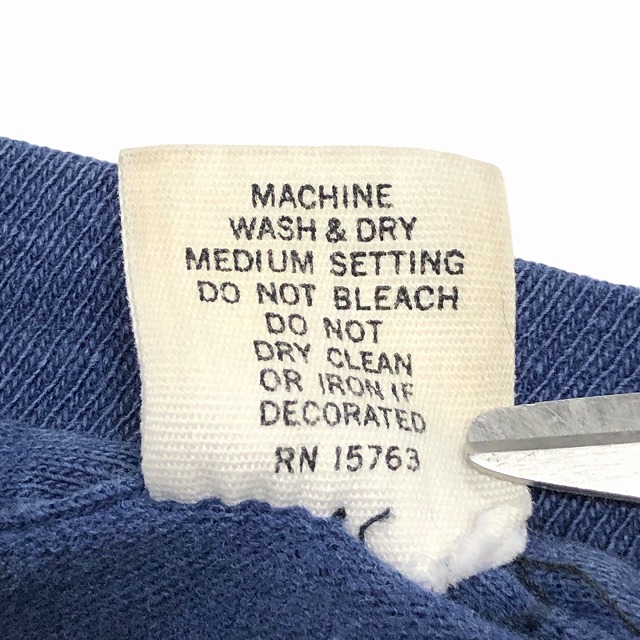 MACHINE
WASH & DRY
MEDIUM SETTING
DO NOT BLEACH
DO NOT
DRY CLEAN
OR IRON IF
DECORATED
RN 15763